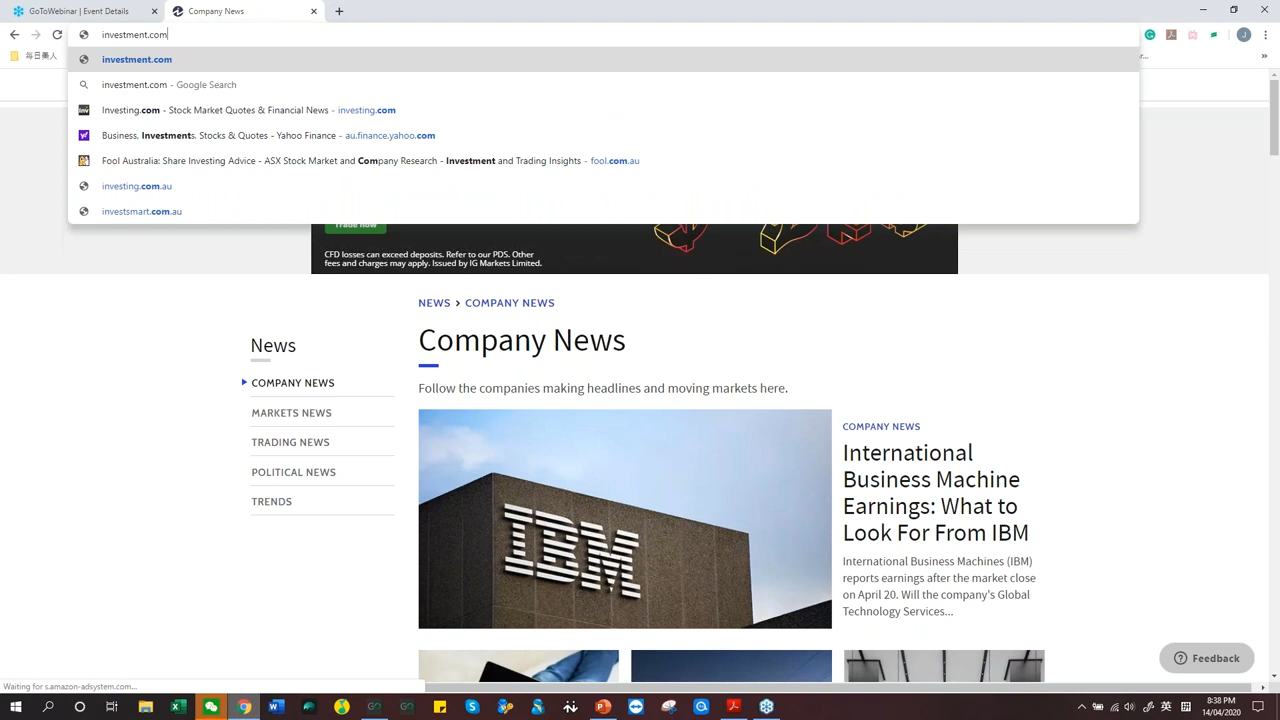 GoToWebinar | Event Details
Company News
investment.com
每日美人
investment.com
investment.com - Google Search
Investing.com - Stock Market Quotes & Financial News - investing.com
Business, Investments, Stocks & Quotes - Yahoo Finance - au.finance.yahoo.com
Fool Australia: Share Investing Advice - ASX Stock Market and Company Research - Investment and Trading Insights - fool.com.au
investing.com.au
investsmart.com.au
Trade now
CFD losses can exceed deposits. Refer to our PDS. Other
fees and charges may apply. Issued by IG Markets Limited.
NEWS > COMPANY NEWS
Company News
Follow the companies making headlines and moving markets here.
News
COMPANY NEWS
MARKETS NEWS
TRADING NEWS
POLITICAL NEWS
TRENDS
IBM
COMPANY NEWS
International
Business Machine
Earnings: What to
Look For From IBM
International Business Machines (IBM)
reports earnings after the market close
on April 20. Will the company's Global
Technology Services...
Feedback
Waiting for s.amazon-adsystem.com...
英
8:38 PM
14/04/2020